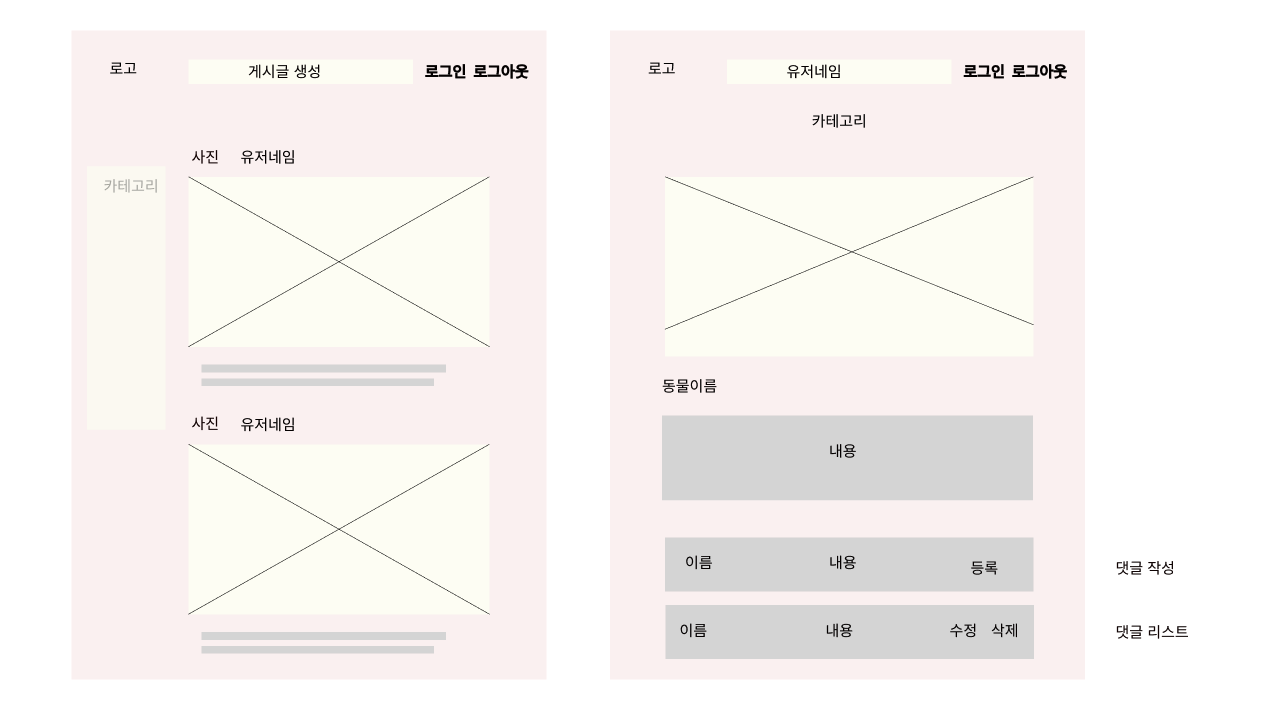 로고
게시글 생성
로그인 로그아웃
사진 유저네임
카테고리
사진 유저네임
로고
유저네임
로그인 로그아웃
카테고리
동물이름
내용
이름 내용 등록
댓글 작성
이름 내용 수정 삭제
댓글 리스트